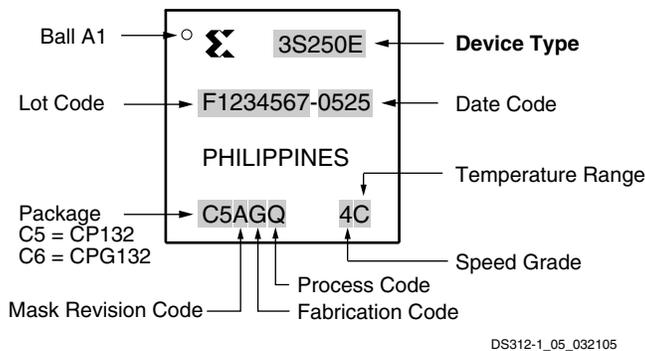 Ball A1
3S250E
Device Type
Lot Code
F1234567-0525
Date Code
PHILIPPINES
Temperature Range
Package
C5 = CP132
C6 = CPG132
C5AGQ
4C
Speed Grade
Process Code
Mask Revision Code
Fabrication Code
DS312-1_05_032105